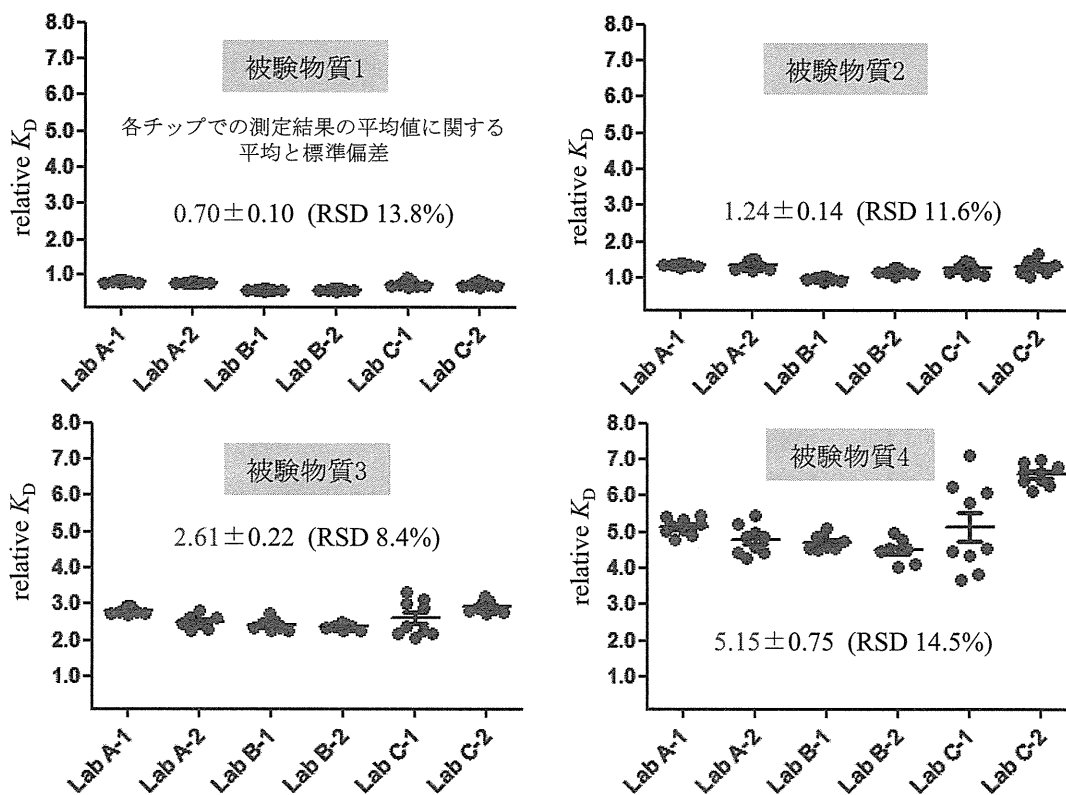 8.0
7.0
6.0
5.0
4.0
3.0
2.0
1.0
relative KD
被験物質1
各チップでの測定結果の平均値に関する
平均と標準偏差
0.70±0.10 (RSD 13.8%)
Lab A-1
Lab A-2
Lab B-1
Lab B-2
Lab C-1
Lab C-2
8.0
7.0
6.0
5.0
4.0
3.0
2.0
1.0
relative KD
被験物質2
1.24±0.14 (RSD 11.6%)
Lab A-1
Lab A-2
Lab B-1
Lab B-2
Lab C-1
Lab C-2
8.0
7.0
6.0
5.0
4.0
3.0
2.0
1.0
relative KD
被験物質3
2.61±0.22 (RSD 8.4%)
Lab A-1
Lab A-2
Lab B-1
Lab B-2
Lab C-1
Lab C-2
8.0
7.0
6.0
5.0
4.0
3.0
2.0
1.0
relative KD
被験物質4
5.15±0.75 (RSD 14.5%)
Lab A-1
Lab A-2
Lab B-1
Lab B-2
Lab C-1
Lab C-2